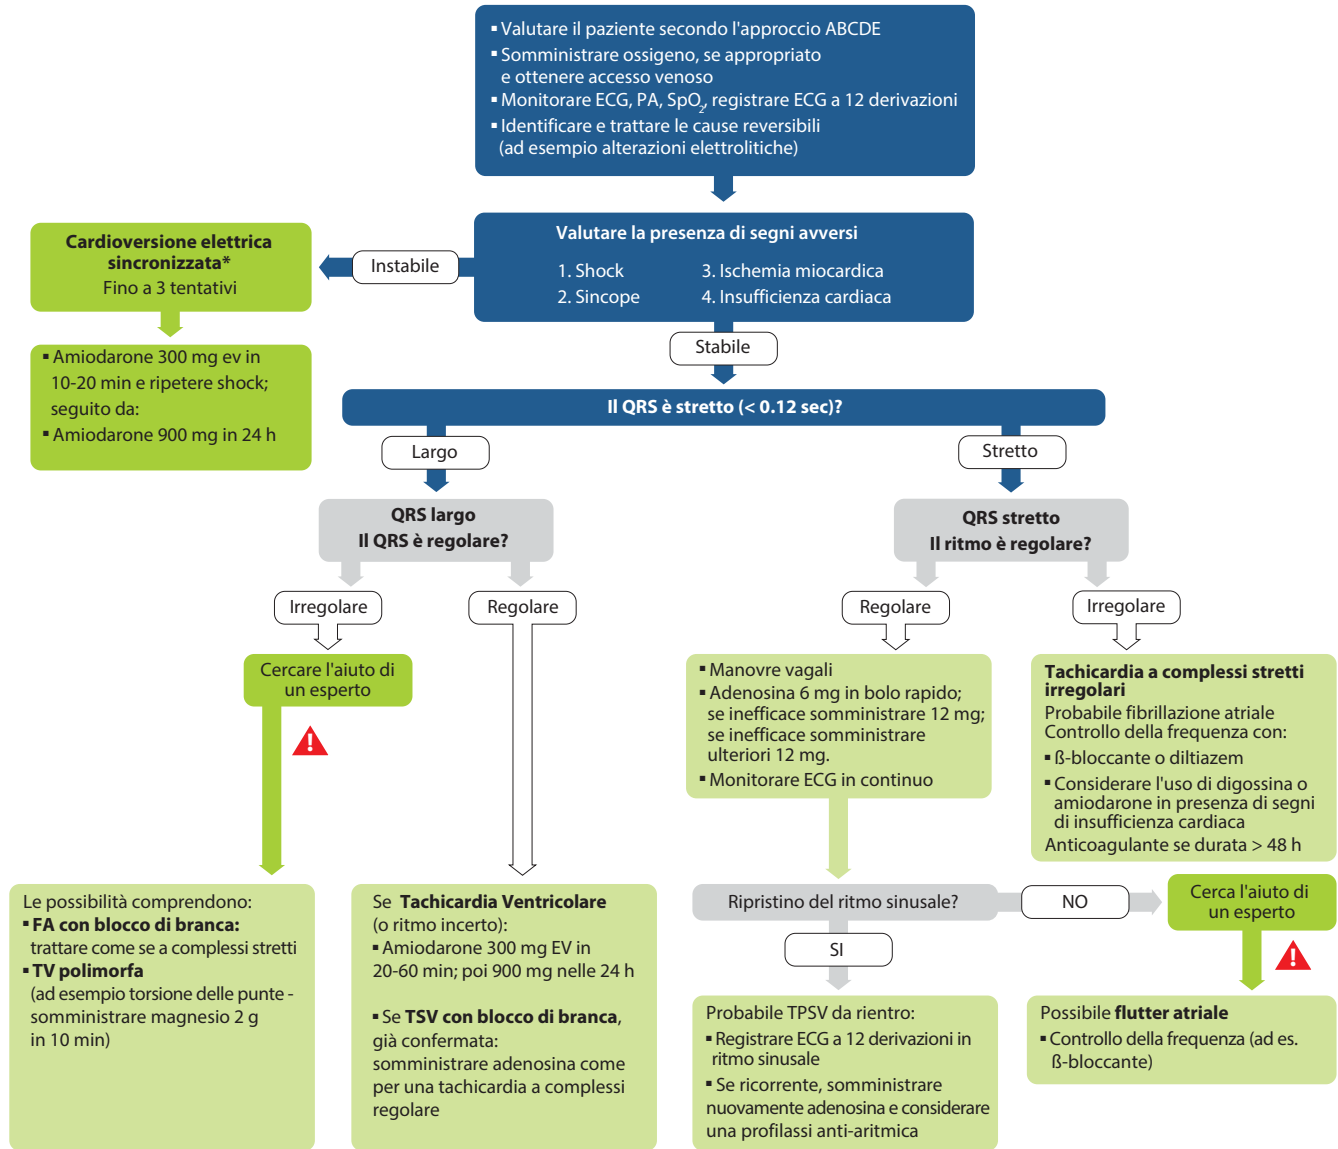 ▪ Valutare il paziente secondo l'approccio ABCDE
▪ Somministrare ossigeno, se appropriato
e ottenere accesso venoso
▪ Monitorare ECG, PA, SpO₂, registrare ECG a 12 derivazioni
▪ Identificare e trattare le cause reversibili
(ad esempio alterazioni elettrolitiche)
Valutare la presenza di segni avversi
1. Shock
2. Sincope
3. Ischemia miocardica
4. Insufficienza cardiaca
Instabile
Cardioversione elettrica
sincronizzata*
Fino a 3 tentativi
▪ Amiodarone 300 mg ev in
10-20 min e ripetere shock;
seguito da:
▪ Amiodarone 900 mg in 24 h
Stabile
Il QRS è stretto (< 0.12 sec)?
Largo
Stretto
QRS largo
Il QRS è regolare?
QRS stretto
Il ritmo è regolare?
Irregolare
Regolare
Regolare
Irregolare
Cercare l'aiuto di
un esperto
!
▪ Manovre vagali
▪ Adenosina 6 mg in bolo rapido;
se inefficace somministrare 12 mg;
se inefficace somministrare
ulteriori 12 mg.
▪ Monitorare ECG in continuo
Tachicardia a complessi stretti
irregolari
Probabile fibrillazione atriale
Controllo della frequenza con:
▪ ß-bloccante o diltiazem
▪ Considerare l'uso di digossina o
amiodarone in presenza di segni
di insufficienza cardiaca
Anticoagulante se durata > 48 h
Le possibilità comprendono:
▪ FA con blocco di branca:
trattare come se a complessi stretti
▪ TV polimorfa
(ad esempio torsione delle punte -
somministrare magnesio 2 g
in 10 min)
Se Tachicardia Ventricolare
(o ritmo incerto):
▪ Amiodarone 300 mg EV in
20-60 min; poi 900 mg nelle 24 h
▪ Se TSV con blocco di branca,
già confermata:
somministrare adenosina come
per una tachicardia a complessi
regolare
Ripristino del ritmo sinusale?
NO
Cerca l'aiuto di
un esperto
!
SI
Probabile TPSV da rientro:
▪ Registrare ECG a 12 derivazioni in
ritmo sinusale
▪ Se ricorrente, somministrare
nuovamente adenosina e considerare
una profilassi anti-aritmica
Possibile flutter atriale
▪ Controllo della frequenza (ad es.
ß-bloccante)